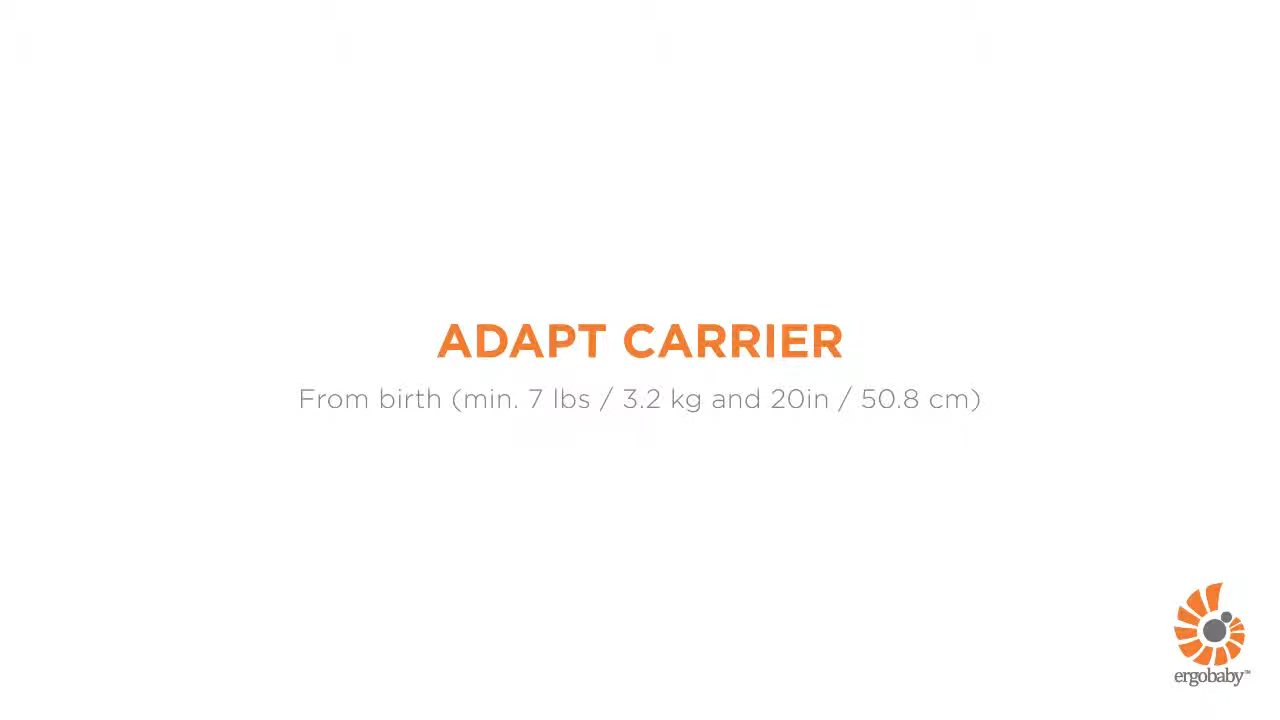 ADAPT CARRIER
From birth (min. 7 lbs / 3.2 kg and 20in / 50.8 cm)
ergobaby™